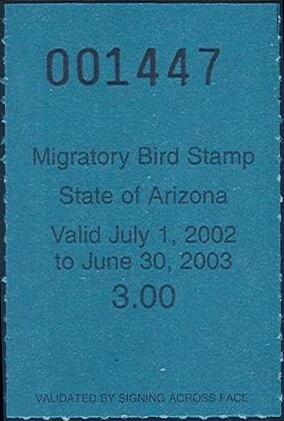 001447
Migratory Bird Stamp
State of Arizona
Valid July 1, 2002
to June 30, 2003
3.00
VALIDATED BY SIGNING ACROSS FACE